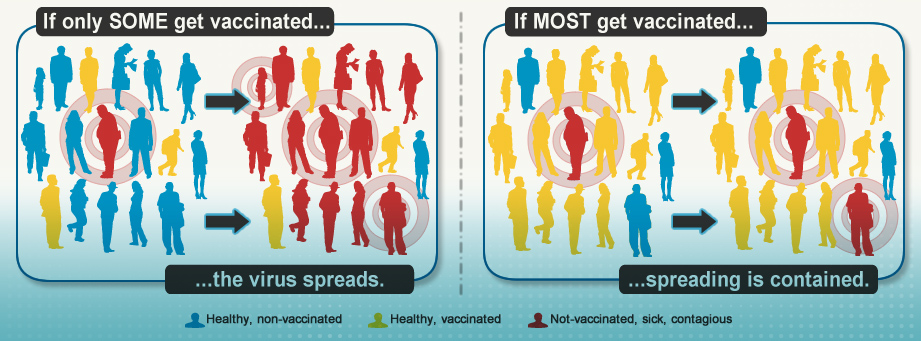 If only SOME get vaccinated...
If MOST get vaccinated...
...the virus spreads.
...spreading is contained.
Healthy, non-vaccinated
Healthy, vaccinated
Not-vaccinated, sick, contagious